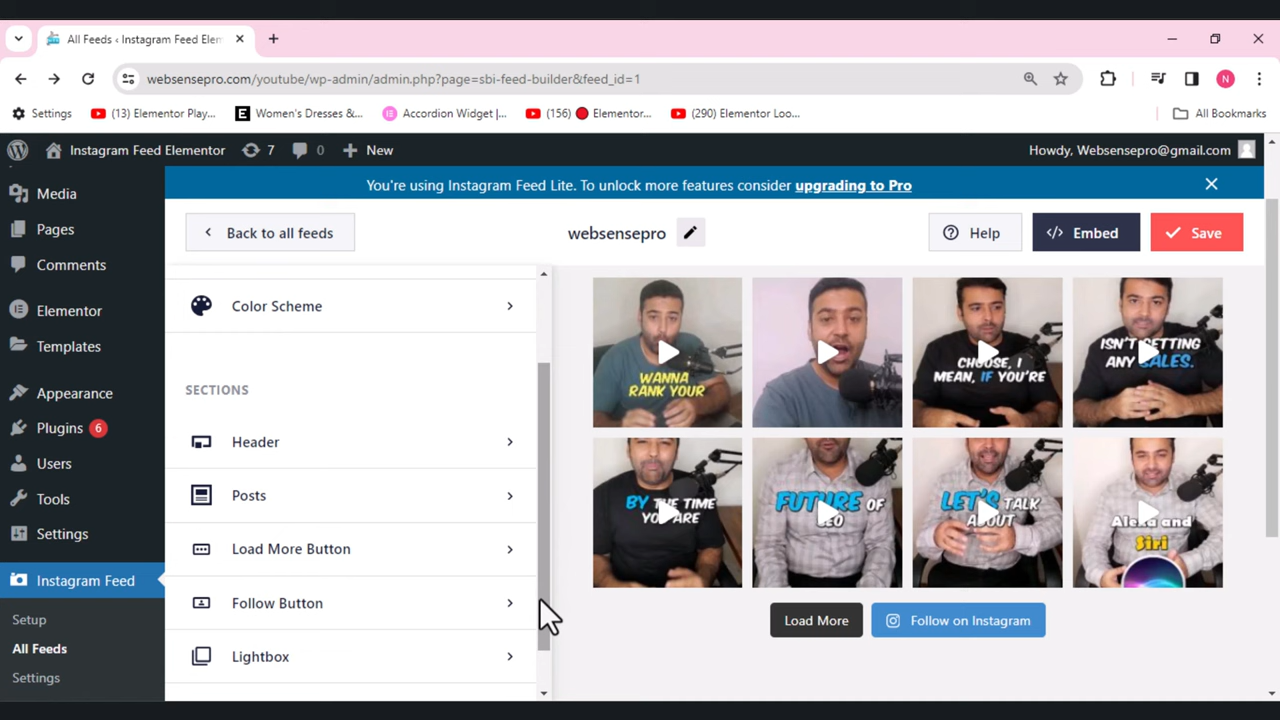 All Feeds ‹ Instagram Feed Elem
websensepro.com/youtube/wp-admin/admin.php?page=sbi-feed-builder&feed_id=1
N
Settings
(13) Elementor Play...
Women's Dresses &...
Accordion Widget |...
(156) 🔴 Elementor...
(290) Elementor Loo...
All Bookmarks
Instagram Feed Elementor
7
0
New
Howdy, Websensepro@gmail.com
You're using Instagram Feed Lite. To unlock more features consider upgrading to Pro
Back to all feeds
websensepro
Help
Embed
Save
Media
Pages
Comments
Elementor
Templates
Appearance
Plugins 6
Users
Tools
Settings
Instagram Feed
Setup
All Feeds
Settings
Color Scheme
SECTIONS
Header
Posts
Load More Button
Follow Button
Lightbox
WANNA
RANK YOUR
CHOOSE, I
MEAN, IF YOU'RE
ISN'T GETTING
ANY SALES.
BY THE TIME
YOU ARE
FUTURE OF
SEO
LET'S TALK
ABOUT
Alexa and
Siri
Load More
Follow on Instagram